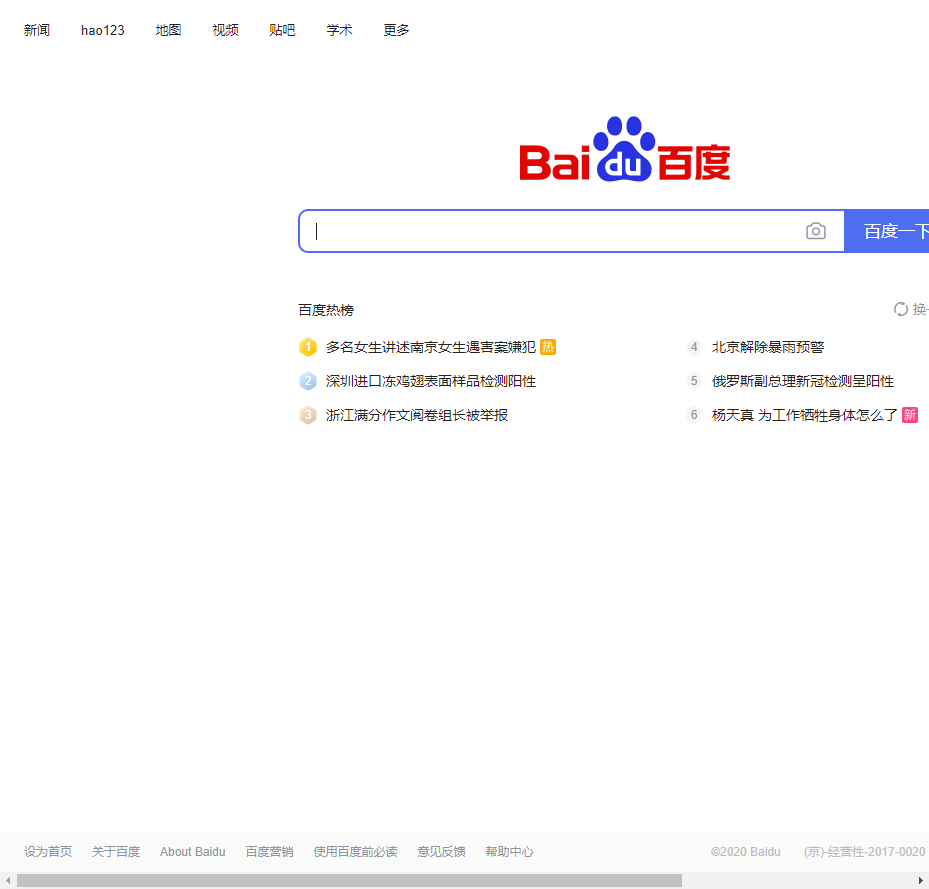 新闻 hao123 地图 视频 贴吧 学术 更多
Bai du 百度
百度一下
百度热榜 换一
1 多名女生讲述南京女生遇害案嫌犯 热
4 北京解除暴雨预警
2 深圳进口冻鸡翅表面样品检测阳性
5 俄罗斯副总理新冠检测呈阳性
3 浙江满分作文阅卷组长被举报
6 杨天真 为工作牺牲身体怎么了 新
设为首页 关于百度 About Baidu 百度营销 使用百度前必读 意见反馈 帮助中心 ©2020 Baidu (京)-经营性-2017-0020